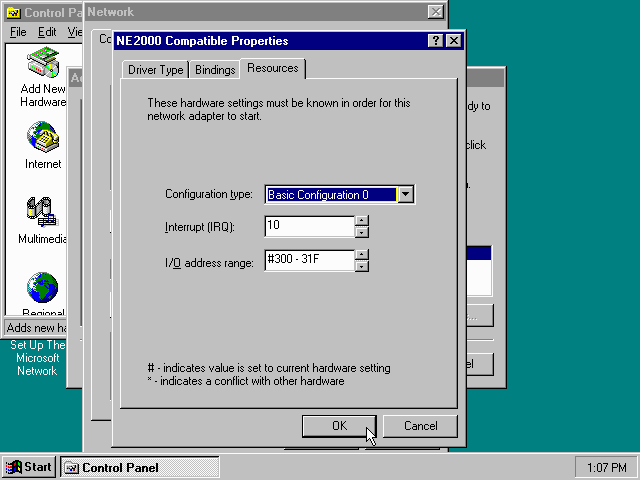 Control Pan
File Edit Vie
Add New
Hardware
Internet
Multimedia
Regional
Adds new ha
Set Up The
Microsoft
Network
Network
Co
Ad
dy to
click
NE2000 Compatible Properties
Driver Type
Bindings
Resources
These hardware settings must be known in order for this
network adapter to start.
Configuration type:
Basic Configuration 0
Interrupt (IRQ):
10
I/O address range:
#300 - 31F
# - indicates value is set to current hardware setting
* - indicates a conflict with other hardware
OK
Cancel
el
Start
Control Panel
1:07 PM